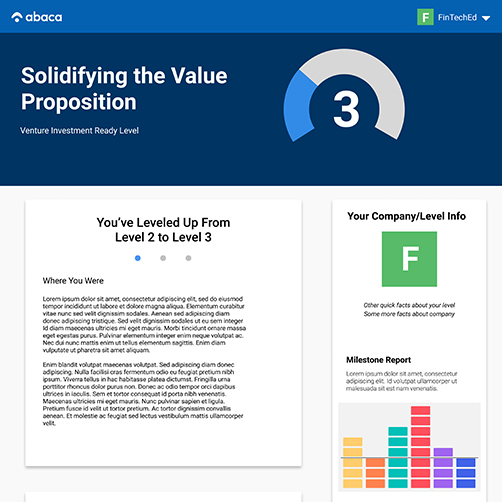 abaca
F FinTechEd
Solidifying the Value
Proposition
Venture Investment Ready Level
3
You've Leveled Up From
Level 2 to Level 3
Where You Were
Lorem ipsum dolor sit amet, consectetur adipiscing elit, sed do eiusmod
tempor incididunt ut labore et dolore magna aliqua. Elementum curabitur
vitae nunc sed velit dignissim sodales. Aenean sed adipiscing diam
donec adipiscing tristique. Sed velit dignissim sodales ut eu sem integer
Id diam maecenas ultricies mi eget mauris. Morbi tincidunt ornare massa
eget egestas purus. Pulvinar elementum integer enim neque volutpat ac.
Nec dui nunc mattis enim ut tellus elementum sagittis. Enim diam
vulputate ut pharetra sit amet aliquam.
Enim blandit volutpat maecenas volutpat. Sed adipiscing diam donec
adipiscing. Nulla facilisi cras fermentum odio eu feugiat pretium nibh
ipsum. Viverra tellus in hac habitasse platea dictumst. Fringilla urna
porttitor rhoncus dolor purus non. Donec ac odio tempor orci dapibus
ultrices in iaculis. Sem et tortor consequat id porta nibh venenatis.
Maecenas ultricies mi eget mauris. Nunc pulvinar sapien et ligula.
Pretium fusce id velit ut tortor pretium. Ac tortor dignissim convallis
aenean. Et molestie ac feugiat sed lectus vestibulum mattis ullamcorper
velit.
Your Company/Level Info
F
Other quick facts about your level
Some more facts about company
Milestone Report
Lorem ipsum dolor sit amet, consectetur
adipiscing elit. Id volutpat ullamcorper ut
malesuada sit est nam venenatis.